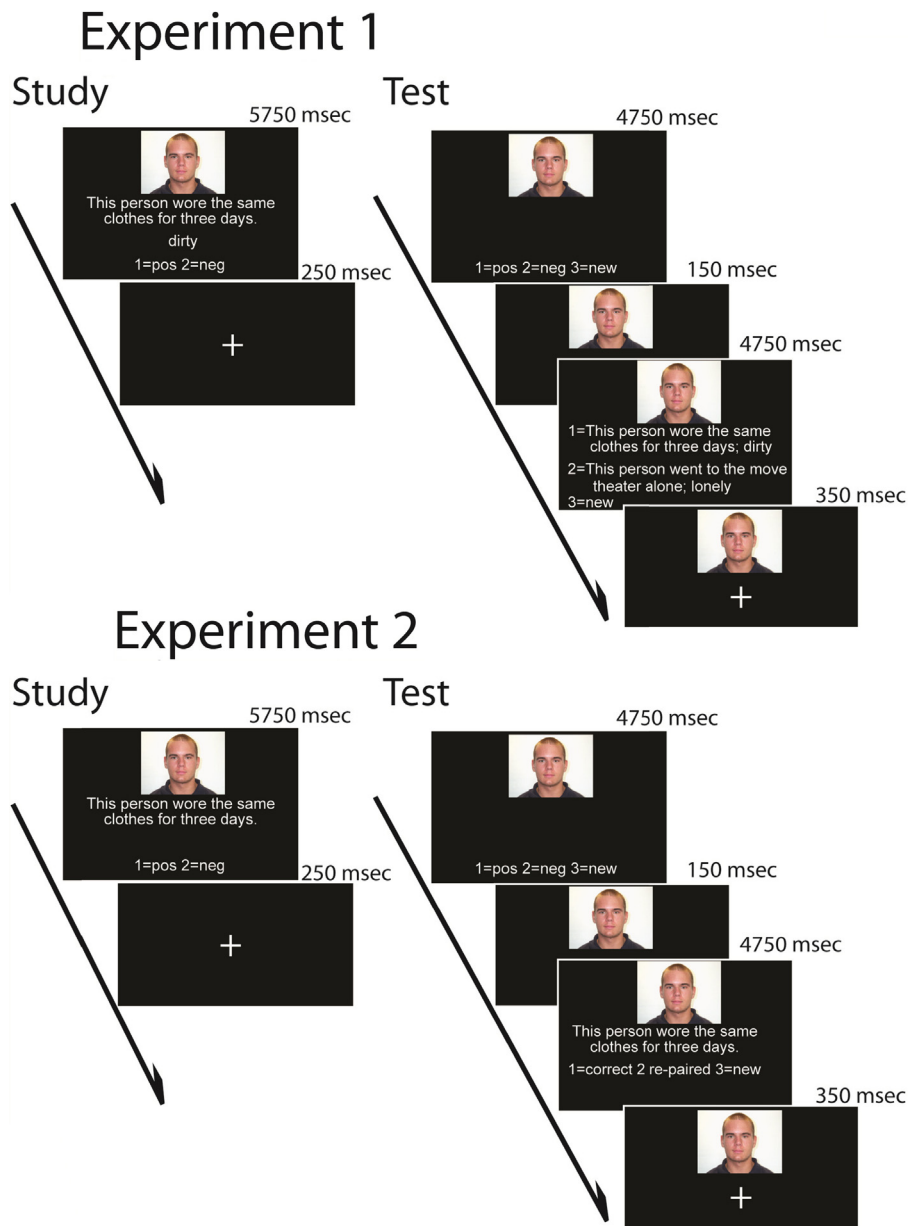 Experiment 1
Study
5750 msec
This person wore the same
clothes for three days.
dirty
1=pos 2=neg
250 msec
+
Test
4750 msec
1=pos 2=neg 3=new
150 msec
4750 msec
1=This person wore the same
clothes for three days; dirty
2=This person went to the move
theater alone; lonely
3=new
350 msec
+
Experiment 2
Study
5750 msec
This person wore the same
clothes for three days.
1=pos 2=neg
250 msec
+
Test
4750 msec
1=pos 2=neg 3=new
150 msec
4750 msec
This person wore the same
clothes for three days.
1=correct 2 re-paired 3=new
350 msec
+